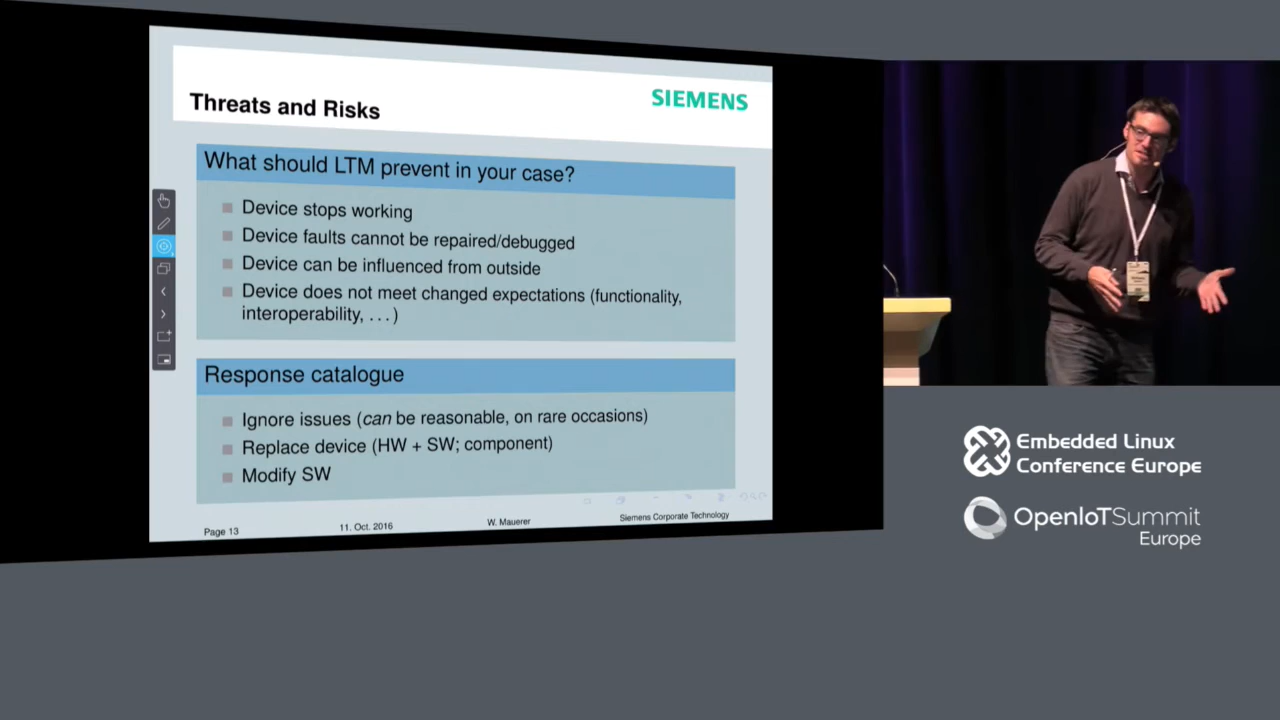 Threats and Risks
SIEMENS
What should LTM prevent in your case?
Device stops working
Device faults cannot be repaired/debugged
Device can be influenced from outside
Device does not meet changed expectations (functionality,
interoperability, . . . )
Response catalogue
Ignore issues (can be reasonable, on rare occasions)
Replace device (HW + SW; component)
Modify SW
Page 13
11. Oct. 2016
W. Mauerer
Siemens Corporate Technology
Embedded Linux
Conference Europe
OpenIoTSummit
Europe